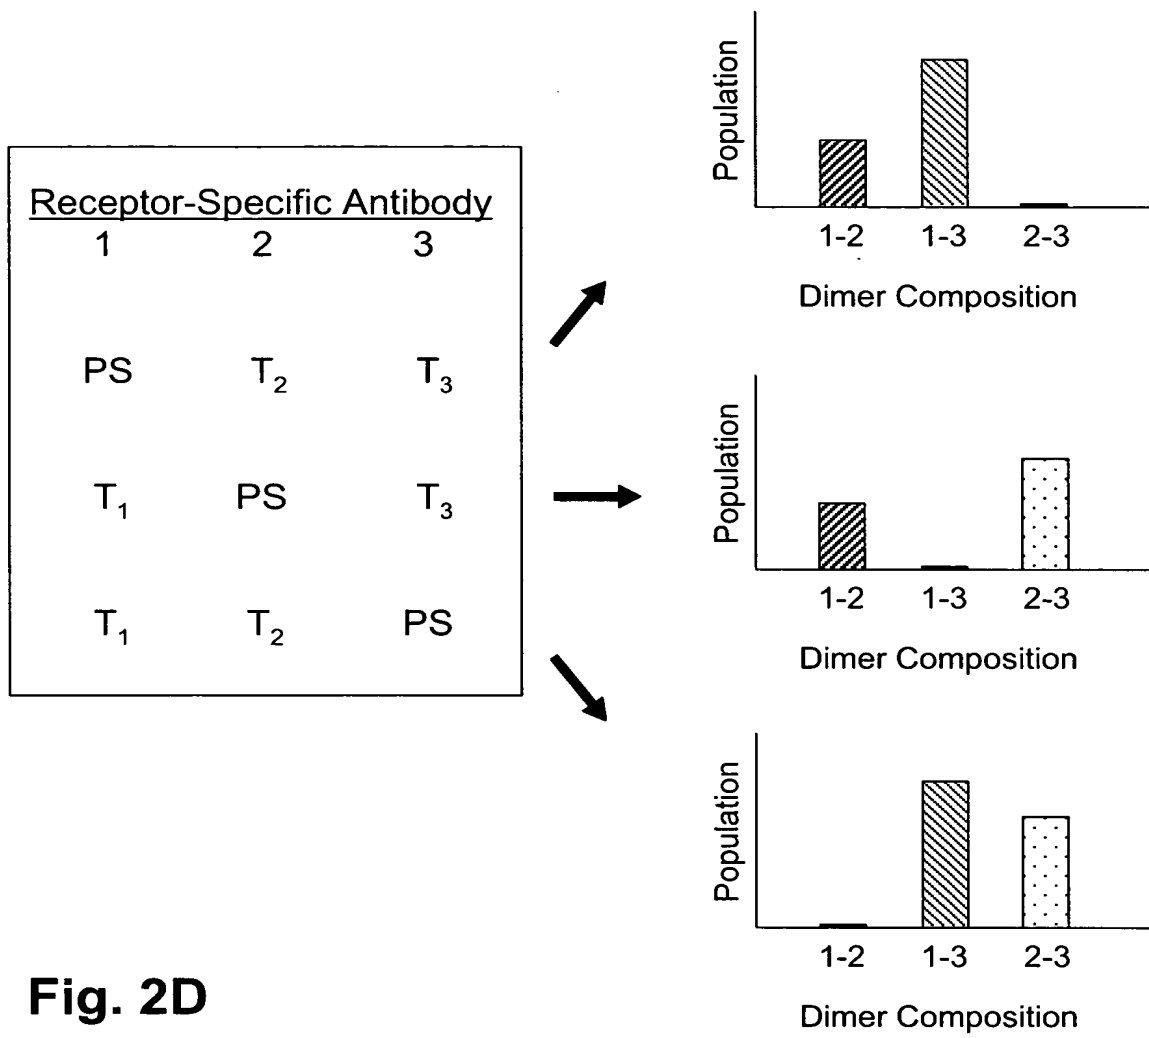 Receptor-Specific Antibody
1 2 3
PS T₂ T₃
T₁ PS T₃
T₁ T₂ PS
Population
1-2 1-3 2-3
Dimer Composition
Population
1-2 1-3 2-3
Dimer Composition
Population
1-2 1-3 2-3
Dimer Composition
Fig. 2D